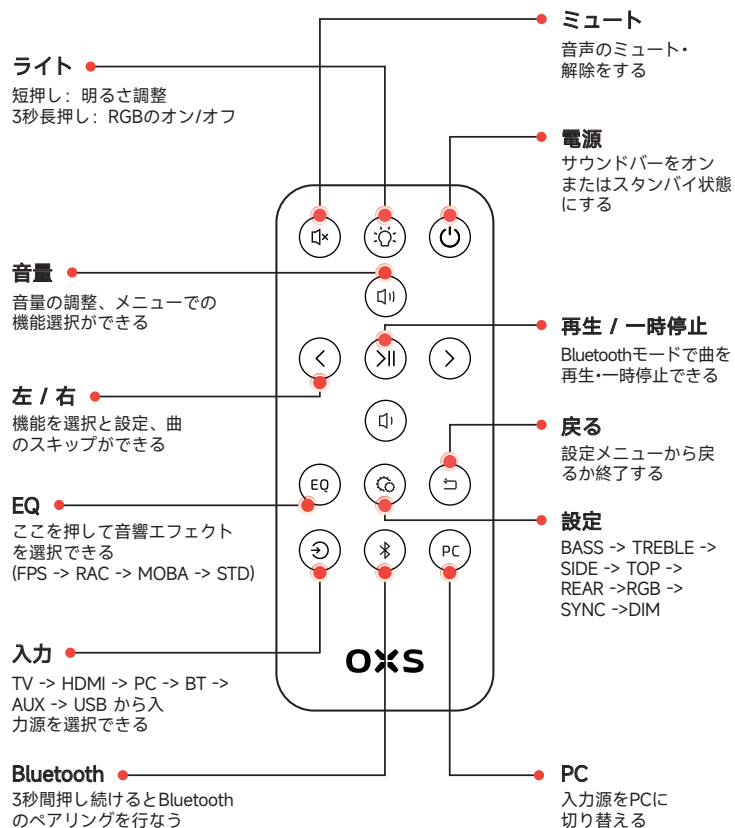 ミュート
音声のミュート・
解除をする
ライト
短押し: 明るさ調整
3秒長押し: RGBのオン/オフ
電源
サウンドバーをオン
またはスタンバイ状態
にする
音量
音量の調整、メニューでの
機能選択ができる
再生 / 一時停止
Bluetoothモードで曲を
再生・一時停止できる
左 / 右
機能を選択と設定、曲
のスキップができる
戻る
設定メニューから戻
るか終了する
EQ
EQ
ここを押して音響エフェクト
を選択できる
(FPS -> RAC -> MOBA -> STD)
設定
BASS -> TREBLE ->
SIDE -> TOP ->
REAR ->RGB ->
SYNC ->DIM
PC
OXS
入力
TV -> HDMI -> PC -> BT ->
AUX -> USB から入
力源を選択できる
Bluetooth
3秒間押し続けるとBluetooth
のペアリングを行なう
PC
入力源をPCに
切り替える